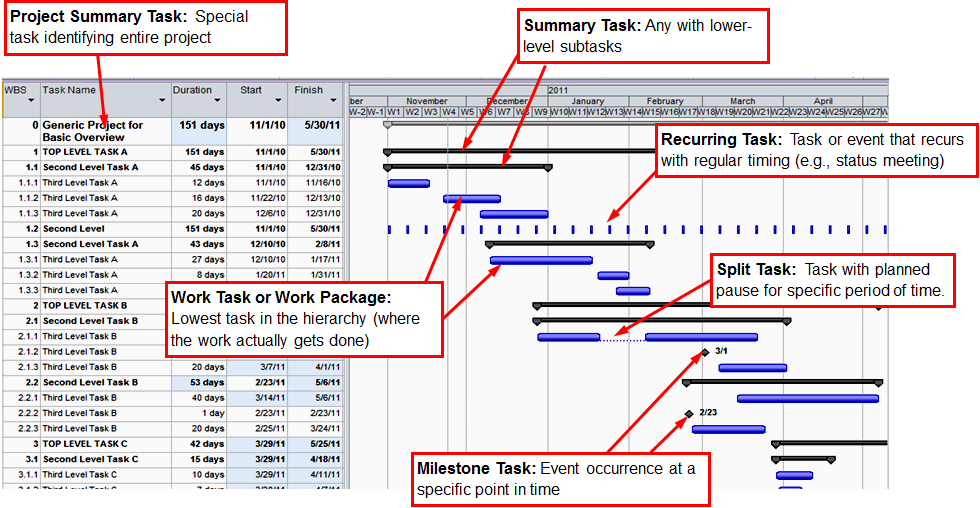 Project Summary Task: Special
task identifying entire project
Summary Task: Any with lower-
level subtasks
WBS Task Name Duration Start Finish
2011
ber November December January February March April
W-2 W-1 W1 W2 W3 W4 W5 W6 W7 W8 W9 W10 W11 W12 W13 W14 W15 W16 W17 W18 W19 W20 W21 W22 W23 W24 W25 W26 W27
0 Generic Project for Basic Overview 151 days 11/1/10 5/30/11
1 TOP LEVEL TASK A 151 days 11/1/10 5/30/11
1.1 Second Level Task A 45 days 11/1/10 12/31/10
1.1.1 Third Level Task A 12 days 11/1/10 11/16/10
1.1.2 Third Level Task A 16 days 11/22/10 12/13/10
1.1.3 Third Level Task A 20 days 12/6/10 12/31/10
1.2 Second Level 151 days 11/1/10 5/30/11
1.3 Second Level Task A 43 days 12/10/10 2/8/11
1.3.1 Third Level Task A 27 days 12/10/10 1/17/11
1.3.2 Third Level Task A 8 days 1/20/11 1/31/11
1.3.3 Third Level Task A
2 TOP LEVEL TASK B
2.1 Second Level Task B
2.1.1 Third Level Task B
2.1.2 Third Level Task B 3/1
2.1.3 Third Level Task B 20 days 3/7/11 4/1/11
2.2 Second Level Task B 53 days 2/23/11 5/6/11
2.2.1 Third Level Task B 40 days 3/14/11 5/6/11
2.2.2 Third Level Task B 1 day 2/23/11 2/23/11 2/23
2.2.3 Third Level Task B 20 days 2/25/11 3/24/11
3 TOP LEVEL TASK C 42 days 3/29/11 5/25/11
3.1 Second Level Task C 15 days 3/29/11 4/18/11
3.1.1 Third Level Task C 10 days 3/29/11 4/11/11
Recurring Task: Task or event that recurs
with regular timing (e.g., status meeting)
Split Task: Task with planned
pause for specific period of time.
Work Task or Work Package:
Lowest task in the hierarchy (where
the work actually gets done)
Milestone Task: Event occurrence at a
specific point in time